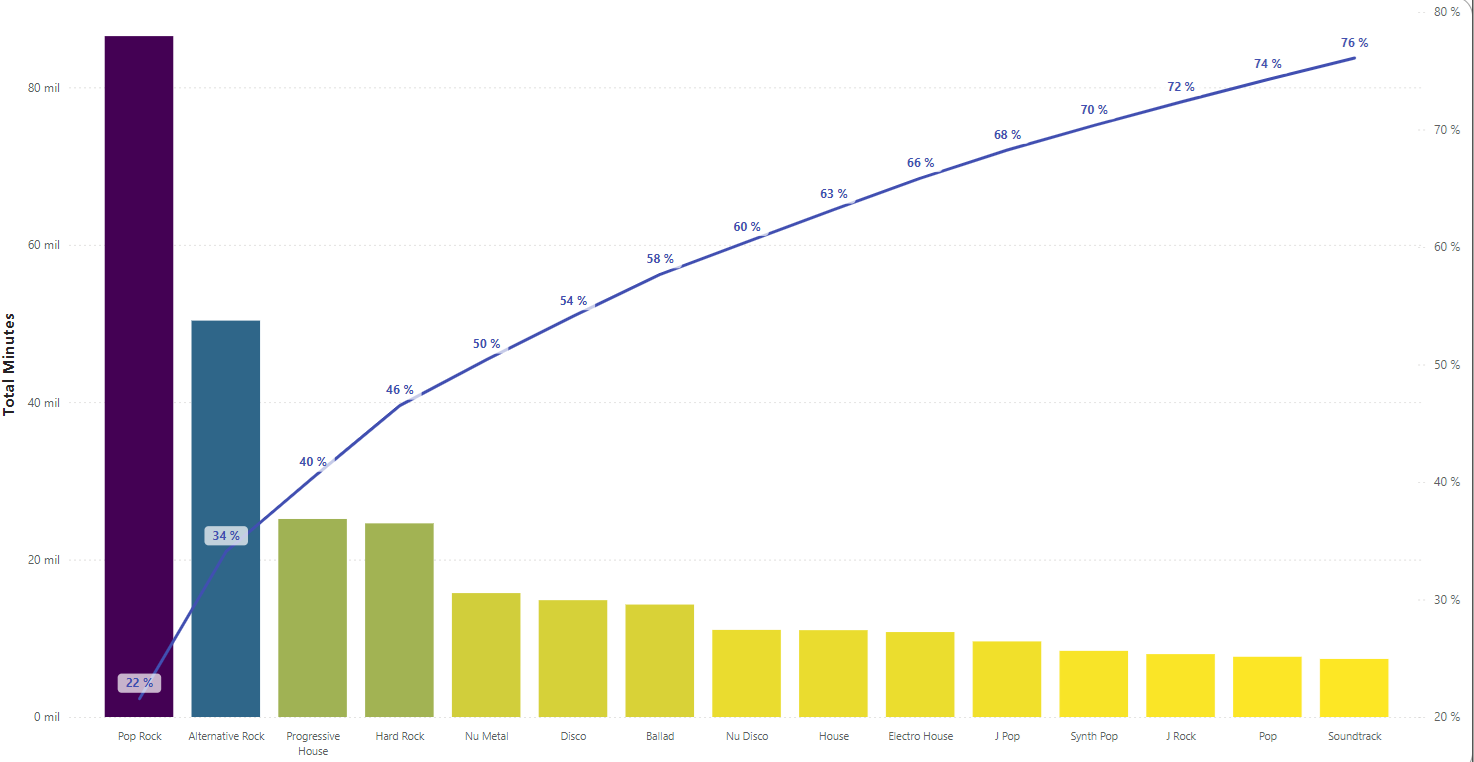 80 %
76 %
74 %
72 %
70 %
68 %
66 %
63 %
60 %
58 %
54 %
50 %
46 %
40 %
34 %
22 %
80 mil
60 mil
40 mil
20 mil
0 mil
70 %
60 %
50 %
40 %
30 %
20 %
Total Minutes
Pop Rock
Alternative Rock
Progressive
House
Hard Rock
Nu Metal
Disco
Ballad
Nu Disco
House
Electro House
J Pop
Synth Pop
J Rock
Pop
Soundtrack